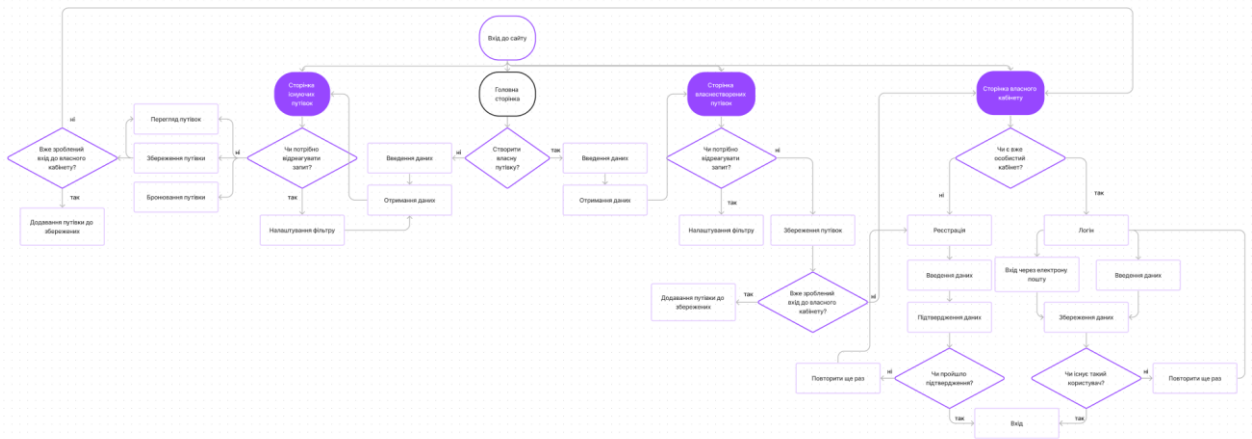 Вхід до сайту
Сторінка
існуючих
путівок
Головна
сторінка
Сторінка
власнестворених
путівок
Сторінка власного
кабінету
ні
Перегляд путівок
Вже зроблений
вхід до власного
кабінету?
Збереження путівки
ні
Чи потрібно
відреагувати
запит?
Введення даних
ні
Створити
власну
путівку?
так
Введення даних
Чи потрібно
відреагувати
запит?
ні
Чи є вже
особистий
кабінет?
так
Бронювання путівки
так
Отримання даних
Отримання даних
ні
так
так
Додавання путівки до
збережених
Налаштування фільтру
Налаштування фільтру
так
Збереження путівок
Реєстрація
Логін
Введення даних
Вхід через електрону
пошту
Введення даних
Додавання путівки до
збережених
так
Вже зроблений
вхід до власного
кабінету?
ні
Підтвердження даних
Збереження даних
Повторити ще раз
ні
Чи пройшло
підтвердження?
Чи існує такий
користувач?
ні
Повторити ще раз
так
Вхід
так